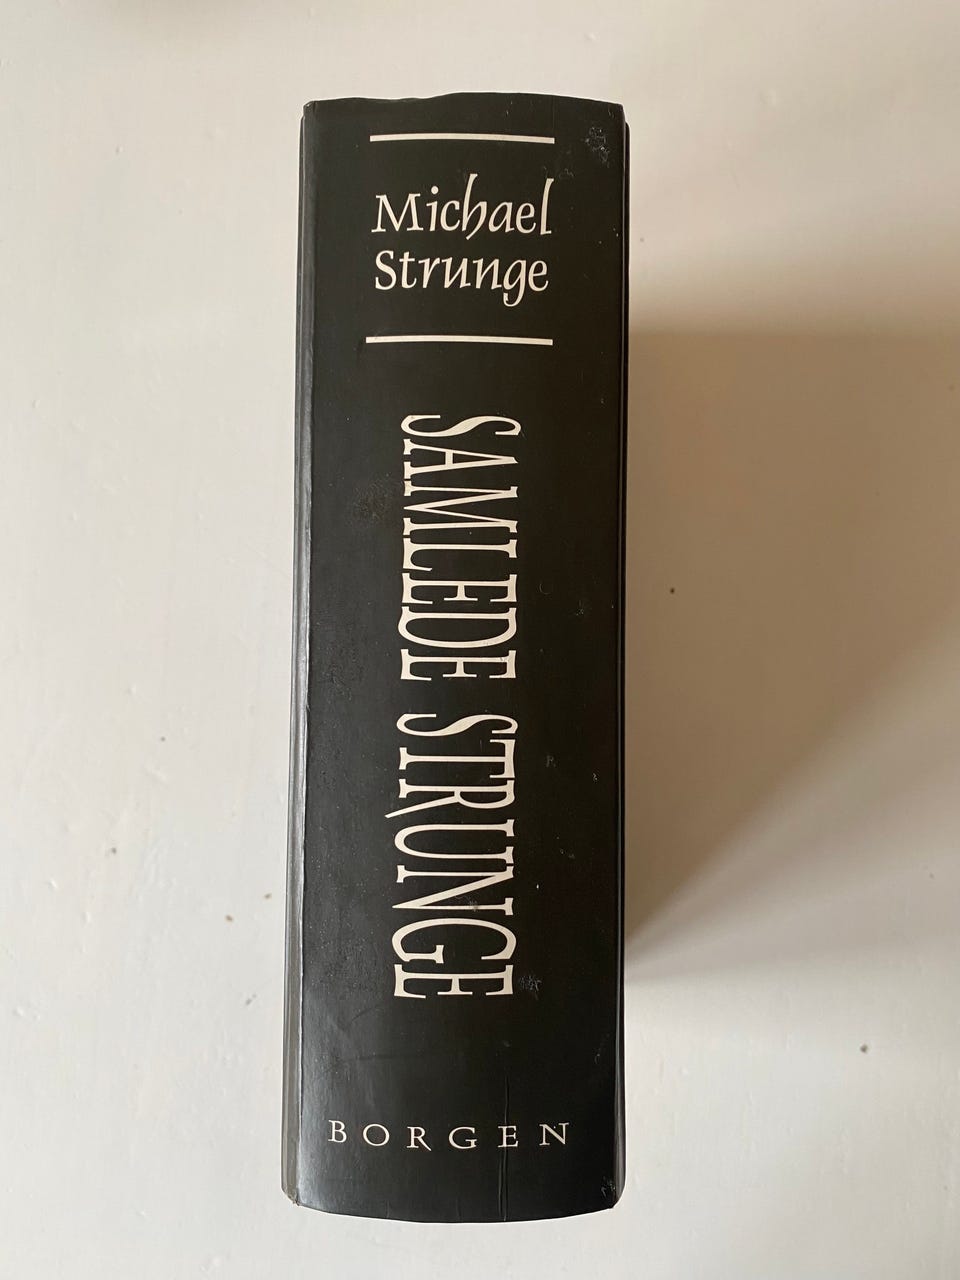 Michael
Strunge
SAMLEDE STRUNGE
BORGEN